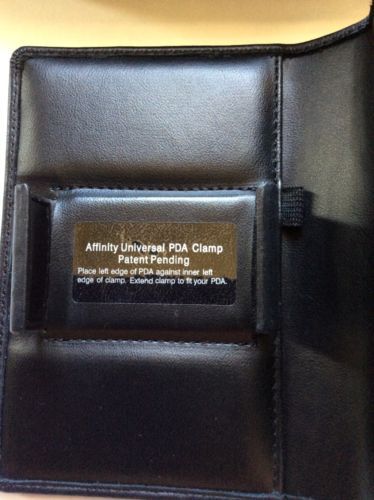 Affinity Universal PDA Clamp
Patent Pending
Place left edge of PDA against inner left
edge of clamp. Extend clamp to fit your PDA.